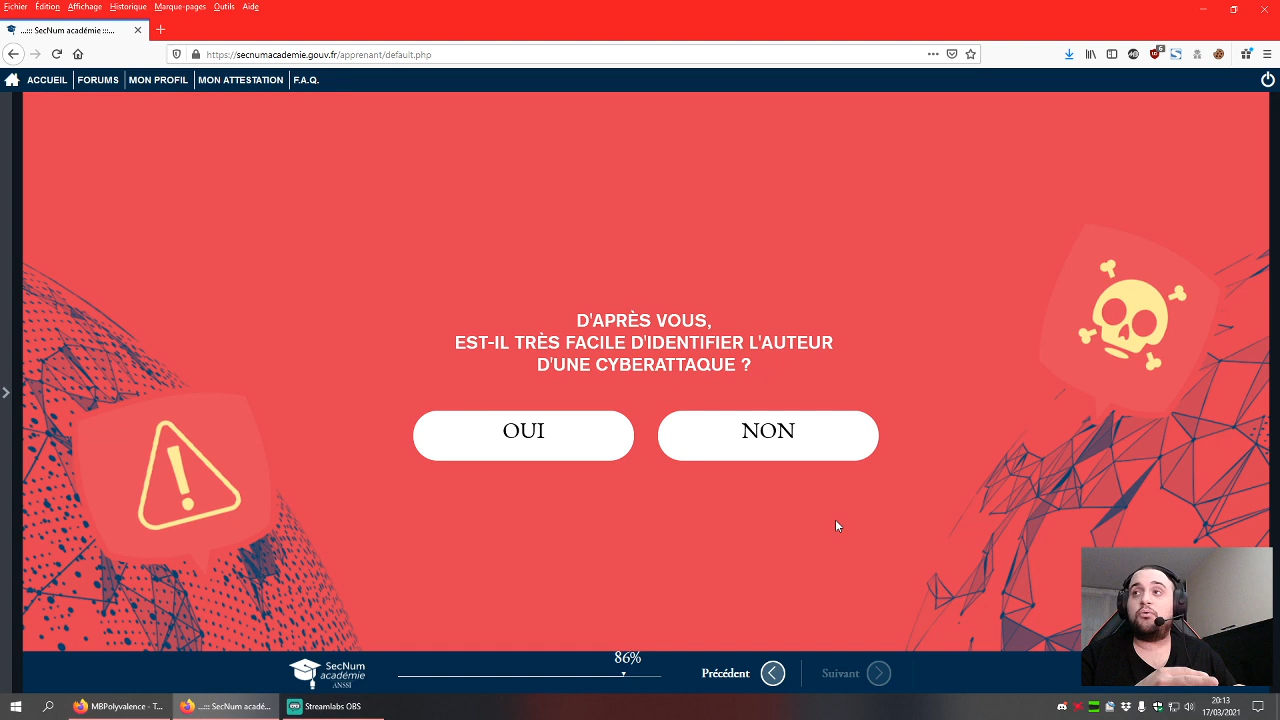 Fichier Édition Affichage Historique Marque-pages Outils Aide
...::: SecNum académie :::...
https://secnumacademie.gouv.fr/apprenant/default.php
6
ACCUEIL FORUMS MON PROFIL MON ATTESTATION F.A.Q.
D'APRÈS VOUS,
EST-IL TRÈS FACILE D'IDENTIFIER L'AUTEUR
D'UNE CYBERATTAQUE ?
OUI NON
86%
SecNum
académie
ANSSI
Précédent
Suivant
MBPolyvalence - T...
...::: SecNum acadé...
Streamlabs OBS
20:13
17/03/2021